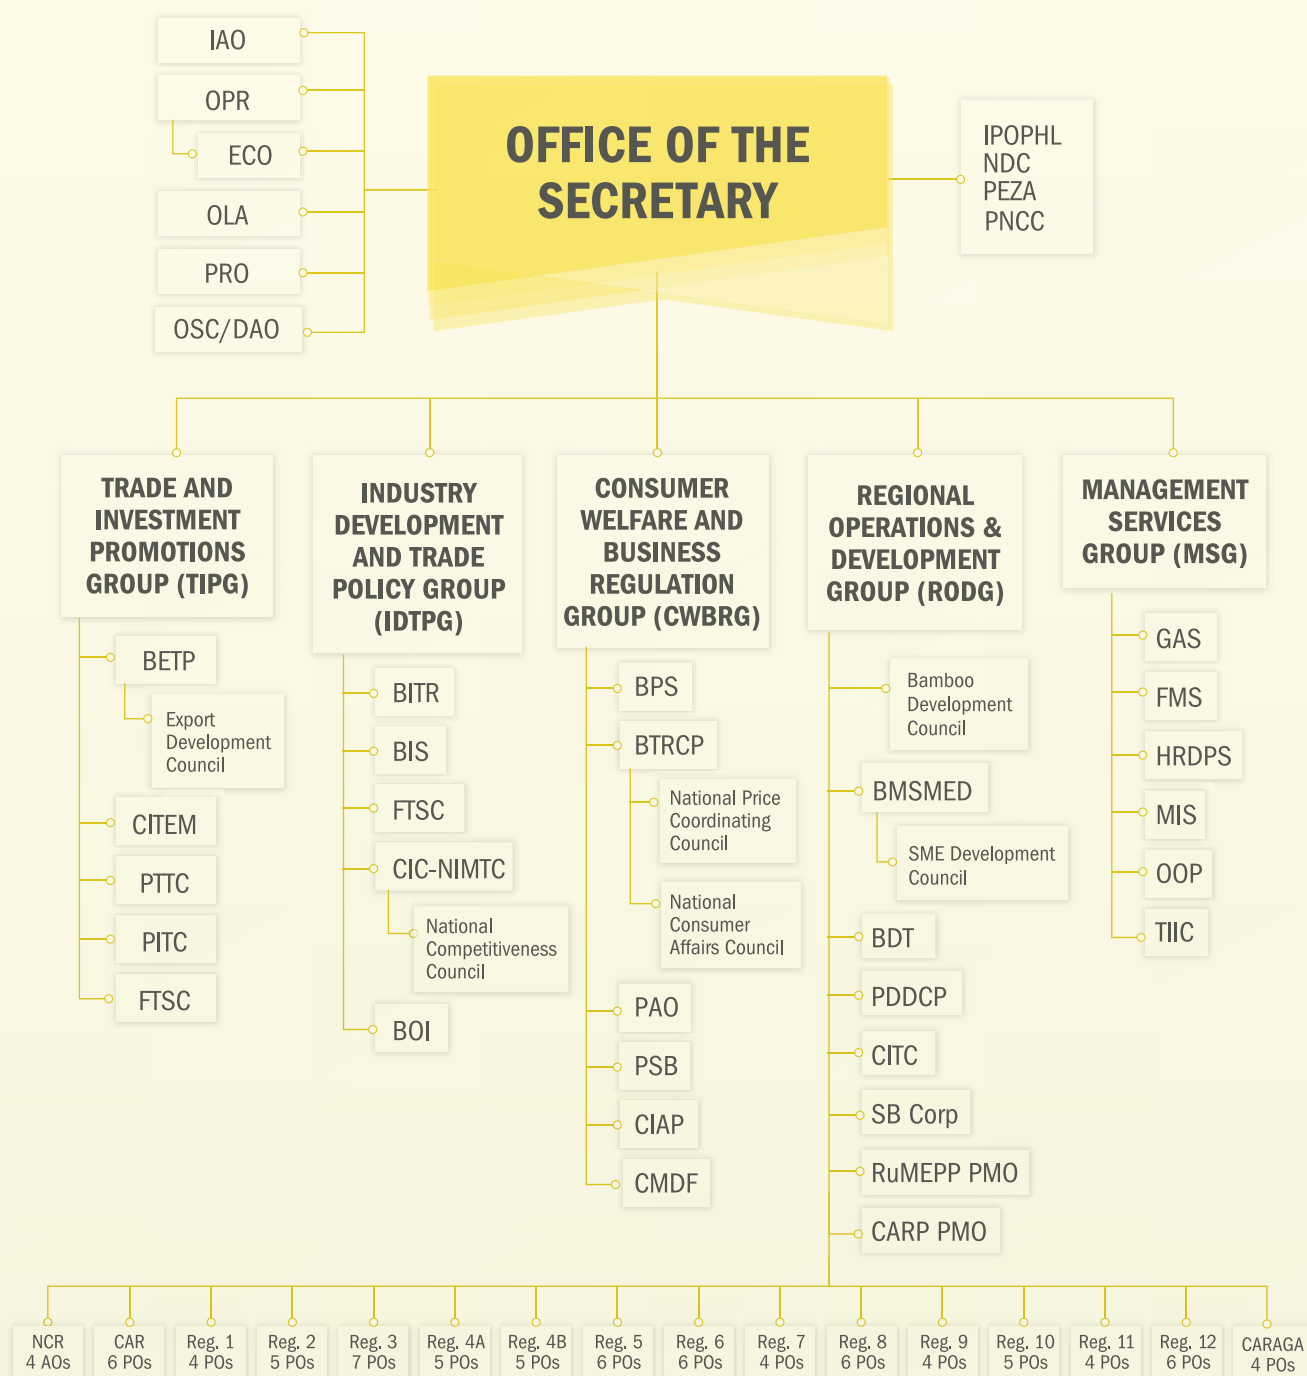 IAO
OPR
ECO
OLA
PRO
OSC/DAO
OFFICE OF THE
SECRETARY
IPOPHL
NDC
PEZA
PNCC
TRADE AND
INVESTMENT
PROMOTIONS
GROUP (TIPG)
BETP
Export
Development
Council
CITEM
PTTC
PITC
FTSC
INDUSTRY
DEVELOPMENT
AND TRADE
POLICY GROUP
(IDTPG)
BITR
BIS
FTSC
CIC-NIMTC
National
Competitiveness
Council
BOI
CONSUMER
WELFARE AND
BUSINESS
REGULATION
GROUP (CWBRG)
BPS
BTRCP
National Price
Coordinating
Council
National
Consumer
Affairs Council
PAO
PSB
CIAP
CMDF
REGIONAL
OPERATIONS &
DEVELOPMENT
GROUP (RODG)
Bamboo
Development
Council
BMSMED
SME Development
Council
BDT
PDDCP
CITC
SB Corp
RuMEPP PMO
CARP PMO
MANAGEMENT
SERVICES
GROUP (MSG)
GAS
FMS
HRDPS
MIS
OOP
TIIC
NCR
4 AOs
CAR
6 POs
Reg. 1
4 POs
Reg. 2
5 POs
Reg. 3
7 POs
Reg. 4A
5 POs
Reg. 4B
5 POs
Reg. 5
6 POs
Reg. 6
6 POs
Reg. 7
4 POs
Reg. 8
6 POs
Reg. 9
4 POs
Reg. 10
5 POs
Reg. 11
4 POs
Reg. 12
6 POs
CARAGA
4 POs